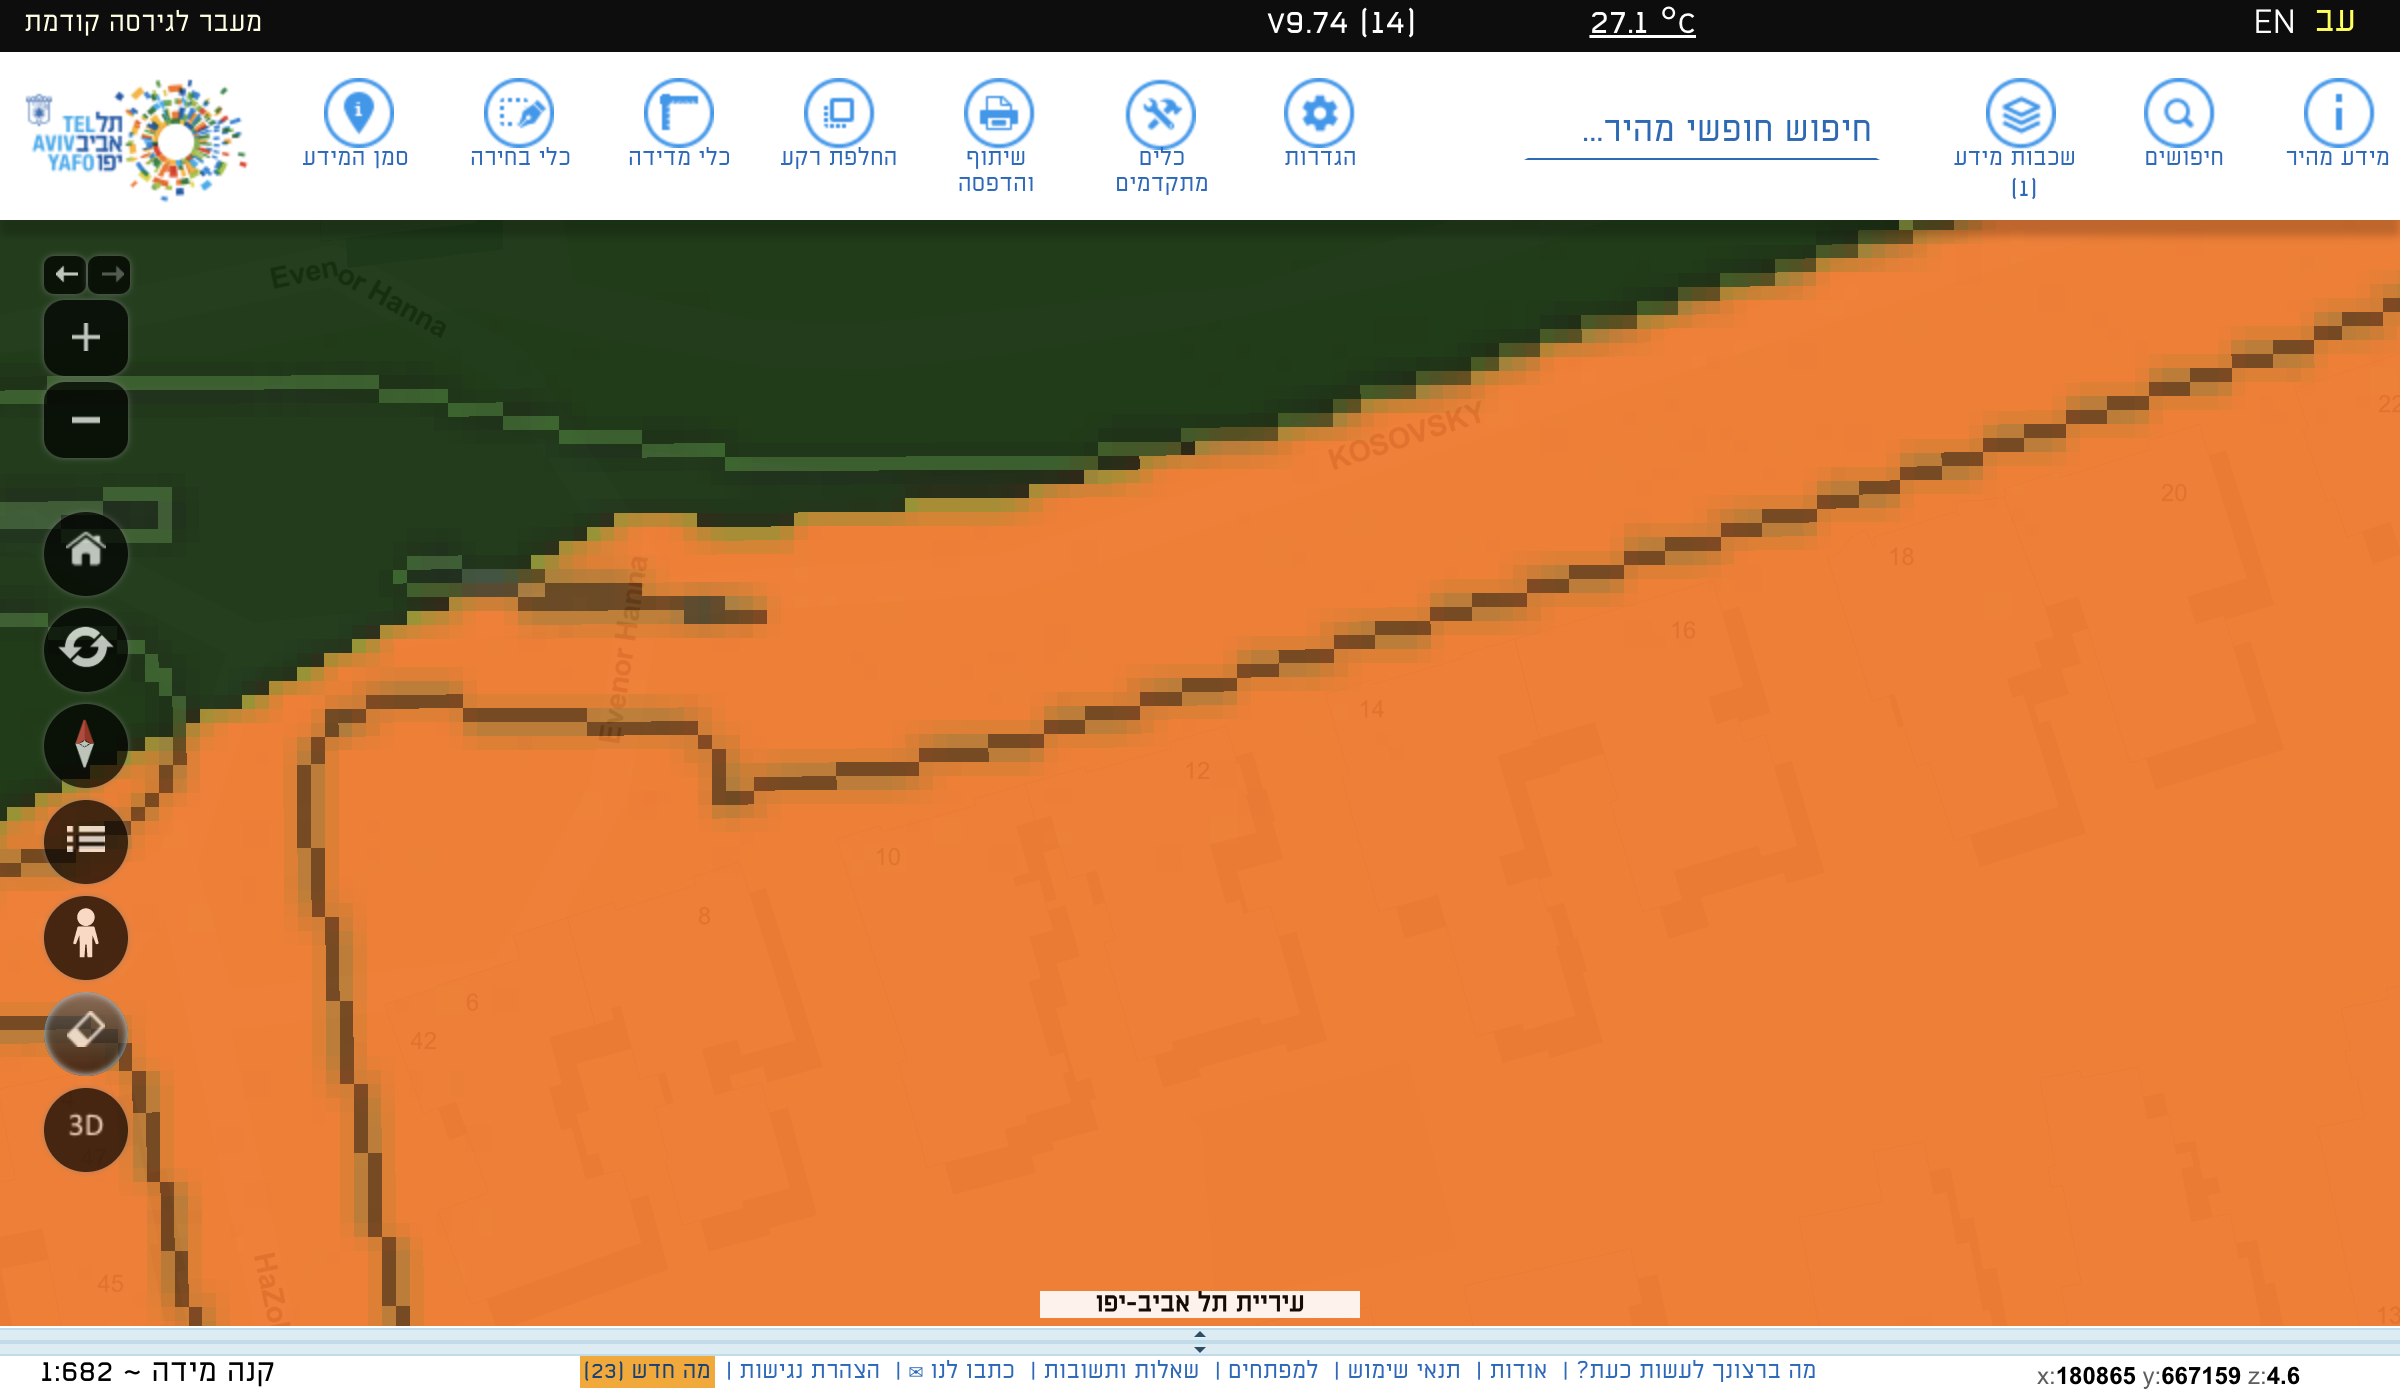 מעבר לגירסה קודמת
V9.74 (14)
27.1 °C
EN עב
תל אביב יפו
TEL AVIV YAFO
סמן המידע
כלי בחירה
כלי מדידה
החלפת רקע
שיתוף והדפסה
כלים מתקדמים
הגדרות
חיפוש חופשי מהיר...
שכבות מידע (1)
חיפושים
מידע מהיר
Evenor Hanna
KOSOVSKY
Evenor Hanna
22
20
18
16
14
12
10
8
6
42
45
HaZo
13
3D
עיריית תל אביב-יפו
קנה מידה ~ 1:682
מה ברצונך לעשות כעת? | אודות | תנאי שימוש | למפתחים | שאלות ותשובות | כתבו לנו ✉ | הצהרת נגישות | מה חדש (23)
x:180865 y:667159 z:4.6